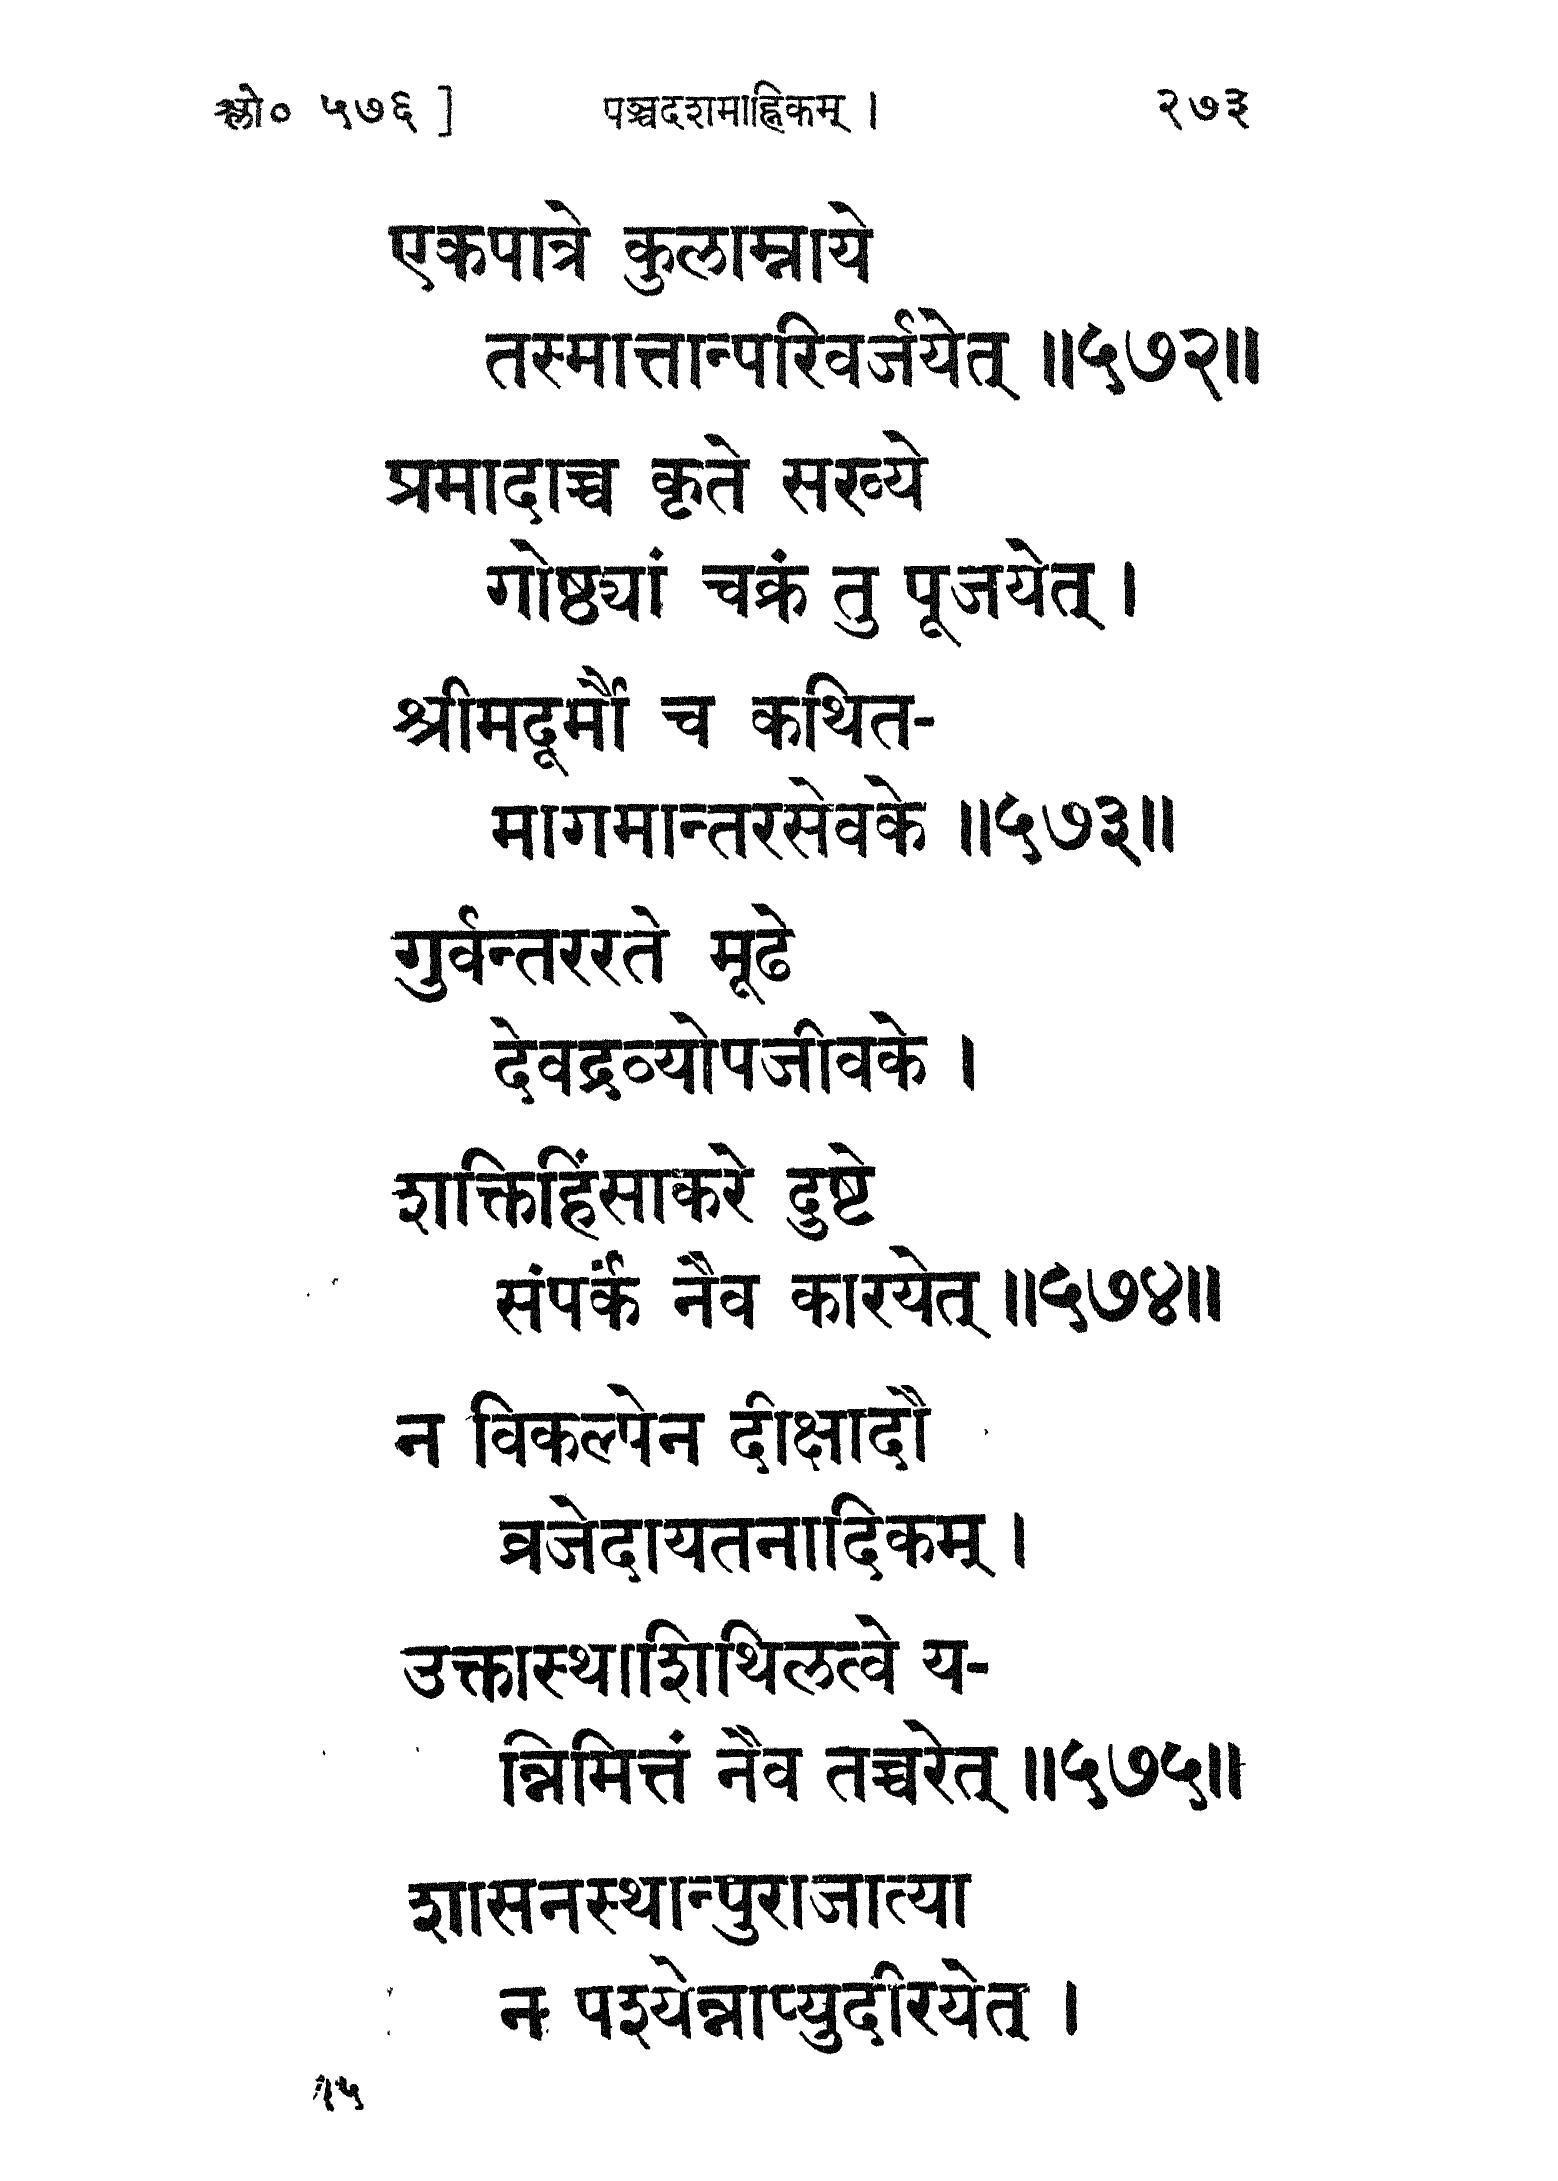 श्लो० ५७६ ] पञ्चदशमाह्निकम् । २७३
एकपात्रे कुलाम्नाये
तस्मात्तान्परिवर्जयेत् ॥५७२॥
प्रमादाच्च कृते सख्ये
गोष्ठ्यां चक्रं तु पूजयेत् ।
श्रीमदूर्मौ च कथित-
मागमान्तरसेवके ॥५७३॥
गुर्वन्तररते मूढे
देवद्रव्योपजीवके ।
शक्तिहिंसाकरे दुष्टे
संपर्कं नैव कारयेत् ॥५७४॥
न विकल्पेन दीक्षादौ
व्रजेदायतनादिकम् ।
उक्तास्थाशिथिलत्वे य-
न्निमित्तं नैव तच्चरेत् ॥५७५॥
शासनस्थान्पुराजात्या
न पश्येन्नाप्युदीरयेत् ।
१५